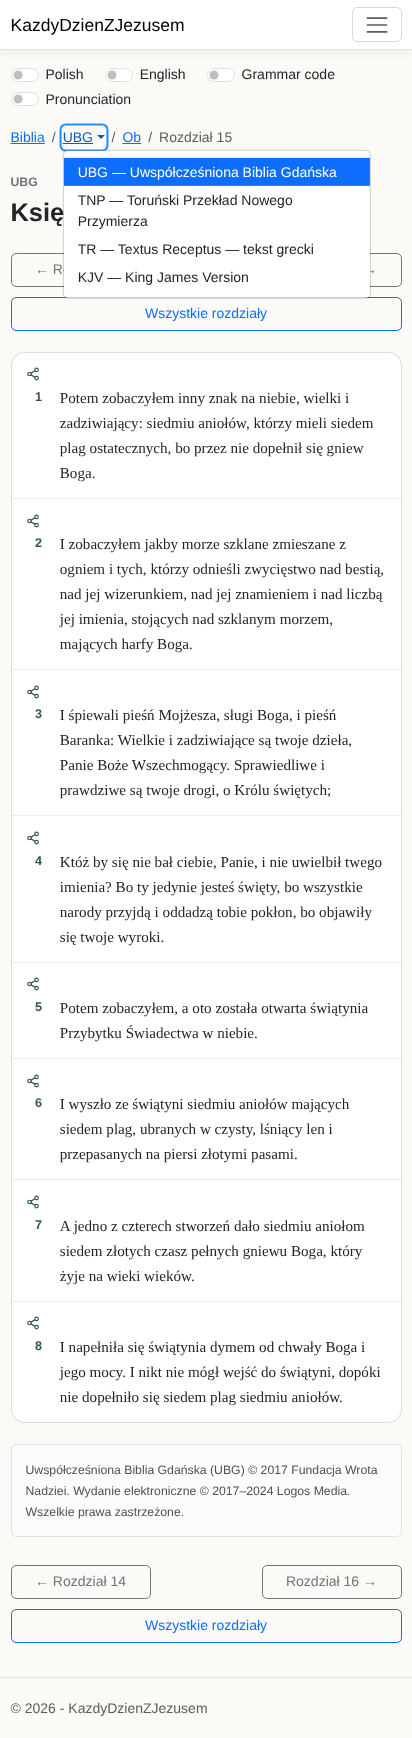 KazdyDzienZJezusem
Polish English Grammar code
Pronunciation
Biblia / UBG / Ob / Rozdział 15
UBG — Uwspółcześniona Biblia Gdańska
TNP — Toruński Przekład Nowego
Przymierza
TR — Textus Receptus — tekst grecki
KJV — King James Version
UBG
Księ
← Ro →
Wszystkie rozdziały
1 Potem zobaczyłem inny znak na niebie, wielki i
zadziwiający: siedmiu aniołów, którzy mieli siedem
plag ostatecznych, bo przez nie dopełnił się gniew
Boga.
2 I zobaczyłem jakby morze szklane zmieszane z
ogniem i tych, którzy odnieśli zwycięstwo nad bestią,
nad jej wizerunkiem, nad jej znamieniem i nad liczbą
jej imienia, stojących nad szklanym morzem,
mających harfy Boga.
3 I śpiewali pieśń Mojżesza, sługi Boga, i pieśń
Baranka: Wielkie i zadziwiające są twoje dzieła,
Panie Boże Wszechmogący. Sprawiedliwe i
prawdziwe są twoje drogi, o Królu świętych;
4 Któż by się nie bał ciebie, Panie, i nie uwielbił twego
imienia? Bo ty jedynie jesteś święty, bo wszystkie
narody przyjdą i oddadzą tobie pokłon, bo objawiły
się twoje wyroki.
5 Potem zobaczyłem, a oto została otwarta świątynia
Przybytku Świadectwa w niebie.
6 I wyszło ze świątyni siedmiu aniołów mających
siedem plag, ubranych w czysty, lśniący len i
przepasanych na piersi złotymi pasami.
7 A jedno z czterech stworzeń dało siedmiu aniołom
siedem złotych czasz pełnych gniewu Boga, który
żyje na wieki wieków.
8 I napełniła się świątynia dymem od chwały Boga i
jego mocy. I nikt nie mógł wejść do świątyni, dopóki
nie dopełniło się siedem plag siedmiu aniołów.
Uwspółcześniona Biblia Gdańska (UBG) © 2017 Fundacja Wrota
Nadziei. Wydanie elektroniczne © 2017–2024 Logos Media.
Wszelkie prawa zastrzeżone.
← Rozdział 14 Rozdział 16 →
Wszystkie rozdziały
© 2026 - KazdyDzienZJezusem